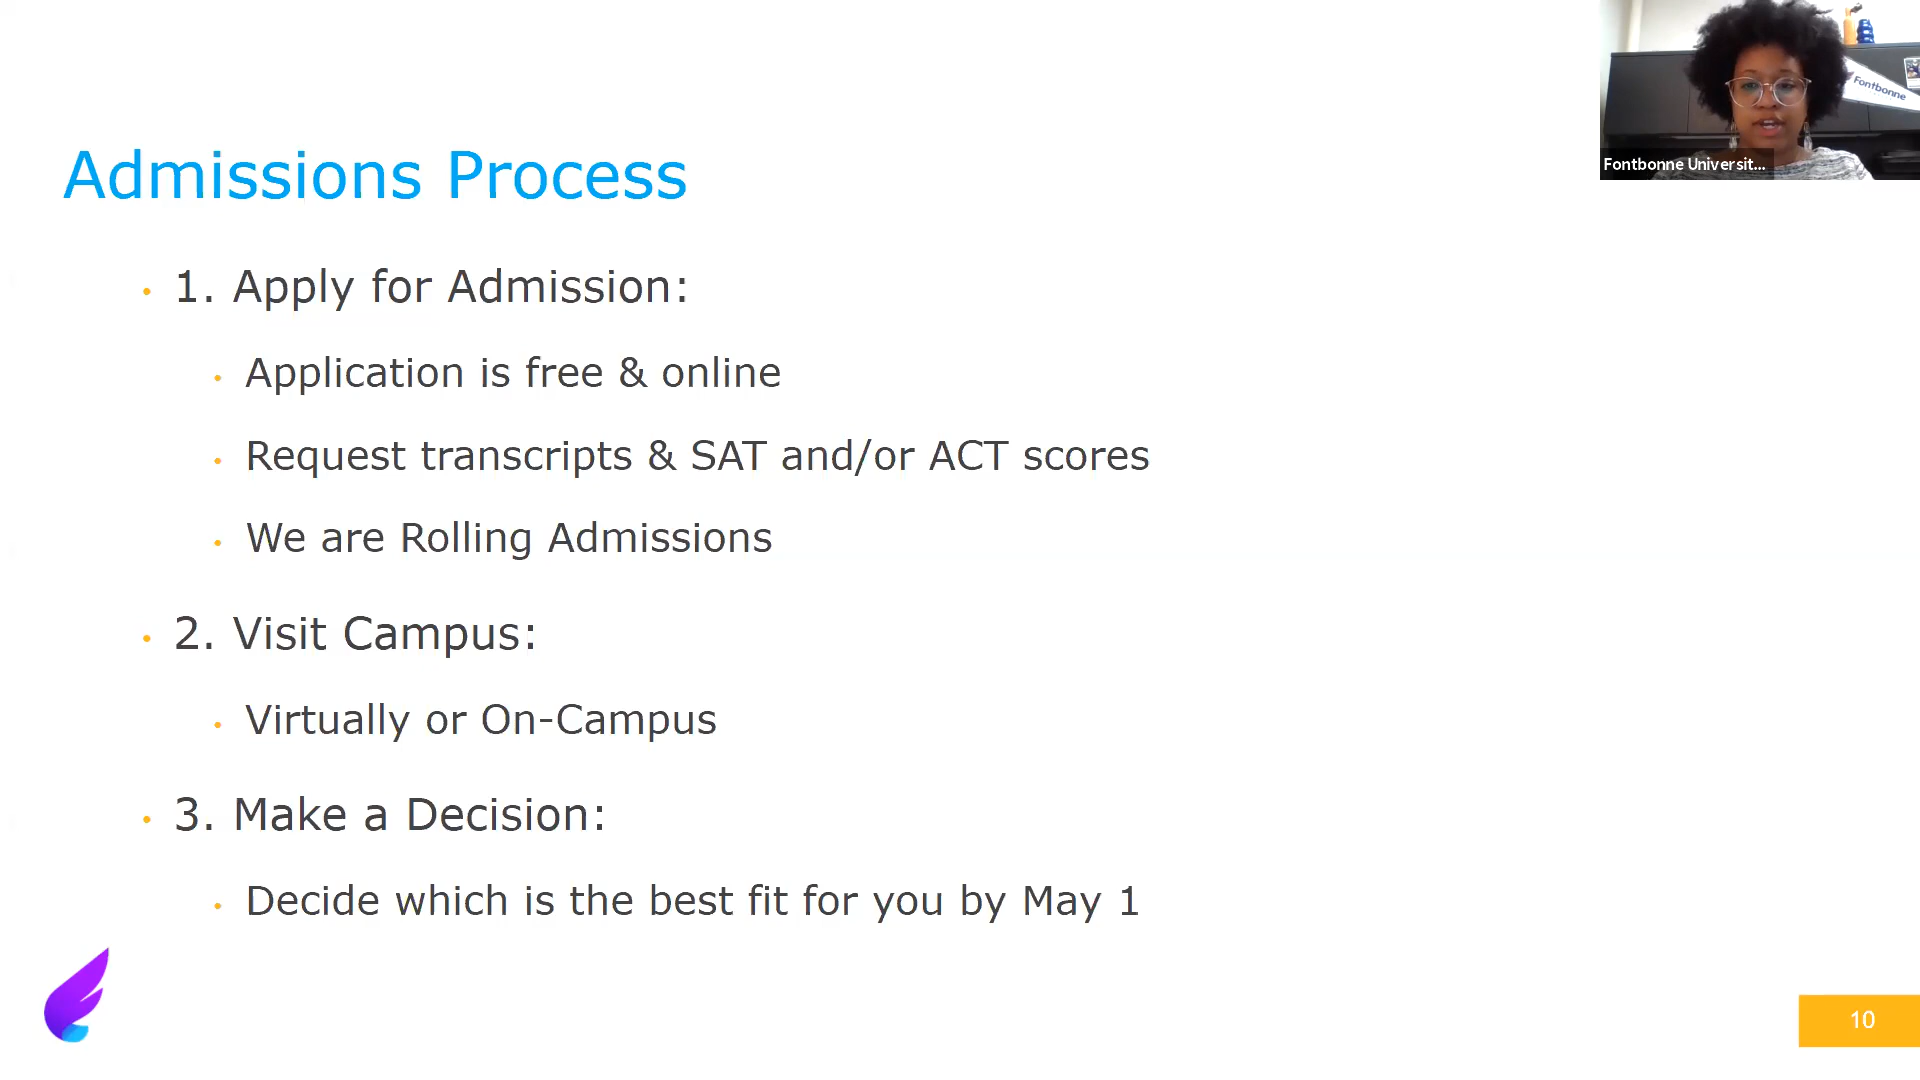 Fontbonne
Fontbonne Universit...
Admissions Process
1. Apply for Admission:
Application is free & online
Request transcripts & SAT and/or ACT scores
We are Rolling Admissions
2. Visit Campus:
Virtually or On-Campus
3. Make a Decision:
Decide which is the best fit for you by May 1
10